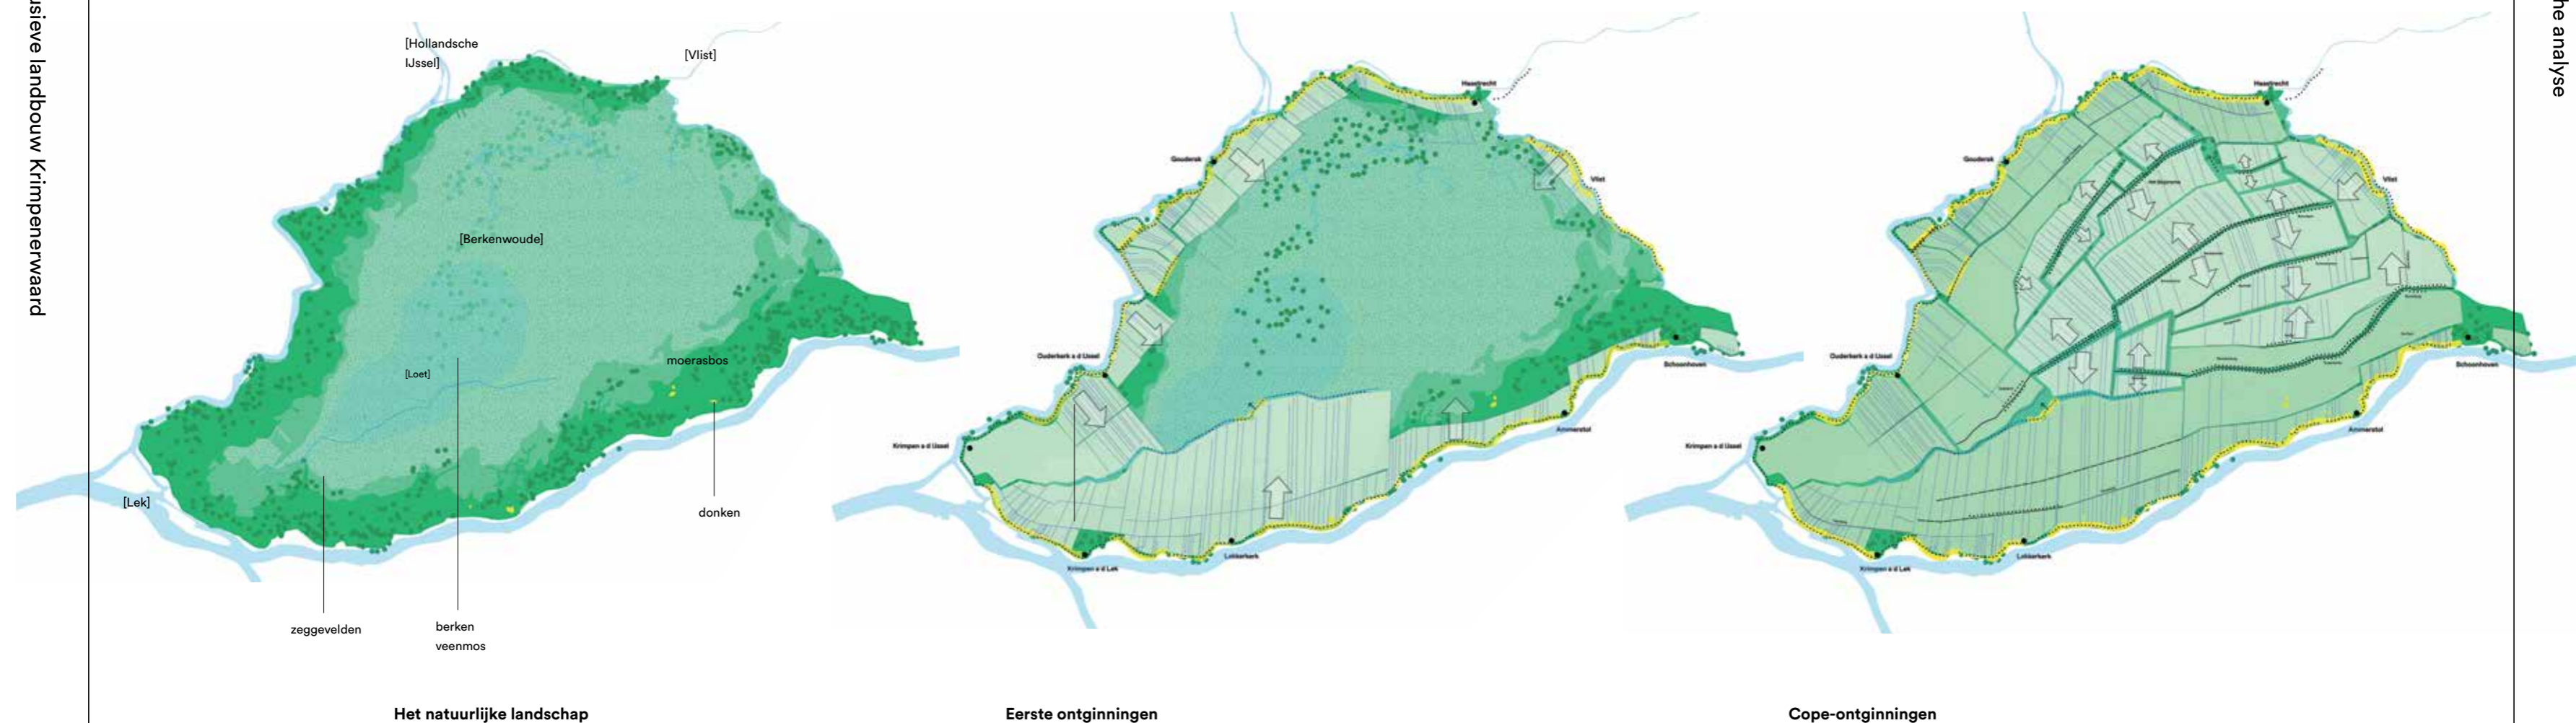 usieve landbouw Krimpenerwaard
[Hollandsche
IJssel]
[Vlist]
[Berkenwoude]
[Loet]
moerasbos
[Lek]
donken
zeggevelden
berken
veenmos
Het natuurlijke landschap
Haastrecht
Gouderak
Vlist
Ouderkerk a d IJssel
Schoonhoven
Ammerstol
Krimpen a d IJssel
Lekkerkerk
Krimpen a d Lek
Eerste ontginningen
Haastrecht
Gouderak
Vlist
Ouderkerk a d IJssel
Schoonhoven
Ammerstol
Krimpen a d IJssel
Lekkerkerk
Krimpen a d Lek
Cope-ontginningen
he analyse